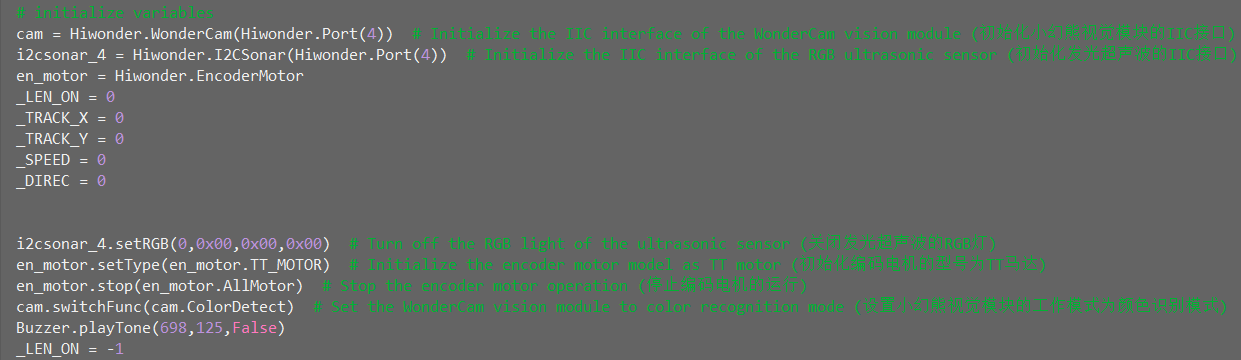 # initialize variables
cam = Hiwonder.WonderCam(Hiwonder.Port(4))  # Initialize the IIC interface of the WonderCam vision module (初始化小幻熊视觉模块的IIC接口)
i2csonar_4 = Hiwonder.I2CSonar(Hiwonder.Port(4))  # Initialize the IIC interface of the RGB ultrasonic sensor (初始化发光超声波的IIC接口)
en_motor = Hiwonder.EncoderMotor
_LEN_ON = 0
_TRACK_X = 0
_TRACK_Y = 0
_SPEED = 0
_DIREC = 0
i2csonar_4.setRGB(0,0x00,0x00,0x00)  # Turn off the RGB light of the ultrasonic sensor (关闭发光超声波的RGB灯)
en_motor.setType(en_motor.TT_MOTOR)  # Initialize the encoder motor model as TT motor (初始化编码电机的型号为TT马达)
en_motor.stop(en_motor.AllMotor)  # Stop the encoder motor operation (停止编码电机的运行)
cam.switchFunc(cam.ColorDetect)  # Set the WonderCam vision module to color recognition mode (设置小幻熊视觉模块的工作模式为颜色识别模式)
Buzzer.playTone(698,125,False)
_LEN_ON = -1